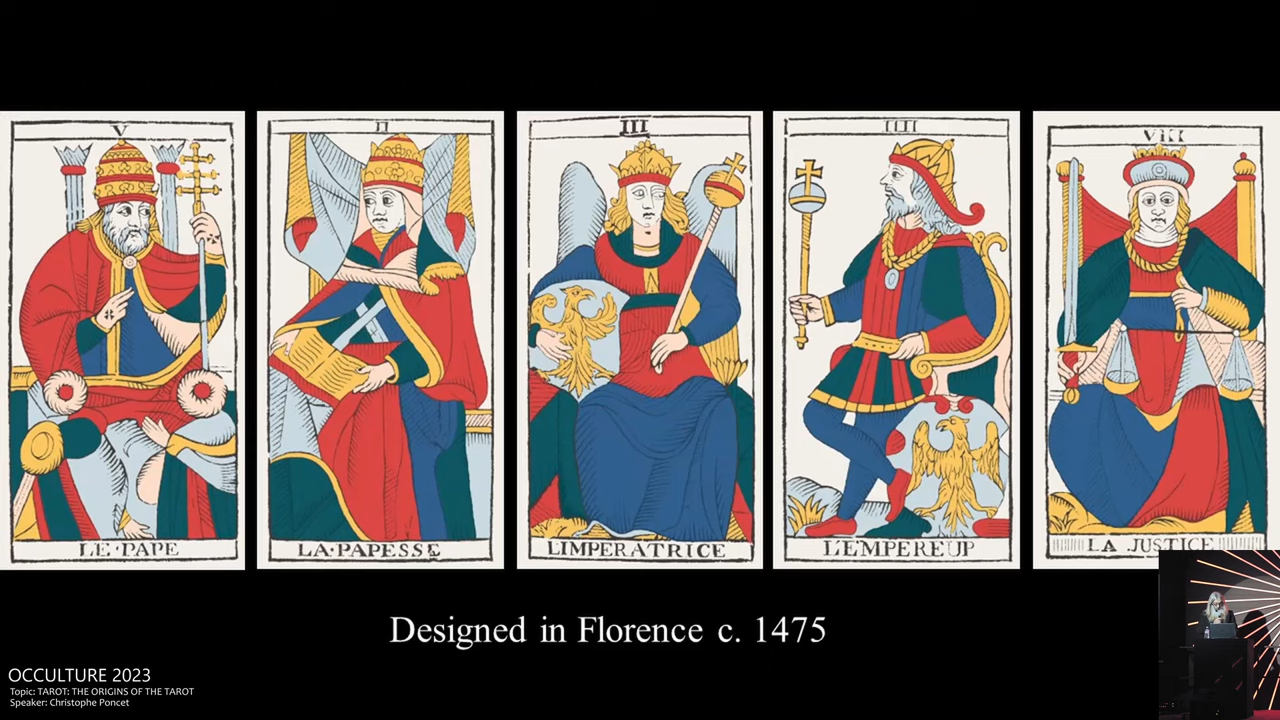 V
II
III
IIII
VIII
LE·PAPE
LA·PAPESSE
LIMPERATRICE
L'EMPEREUP
LA JUSTICE
Designed in Florence c. 1475
OCCULTURE 2023
Topic: TAROT: THE ORIGINS OF THE TAROT
Speaker: Christophe Poncet